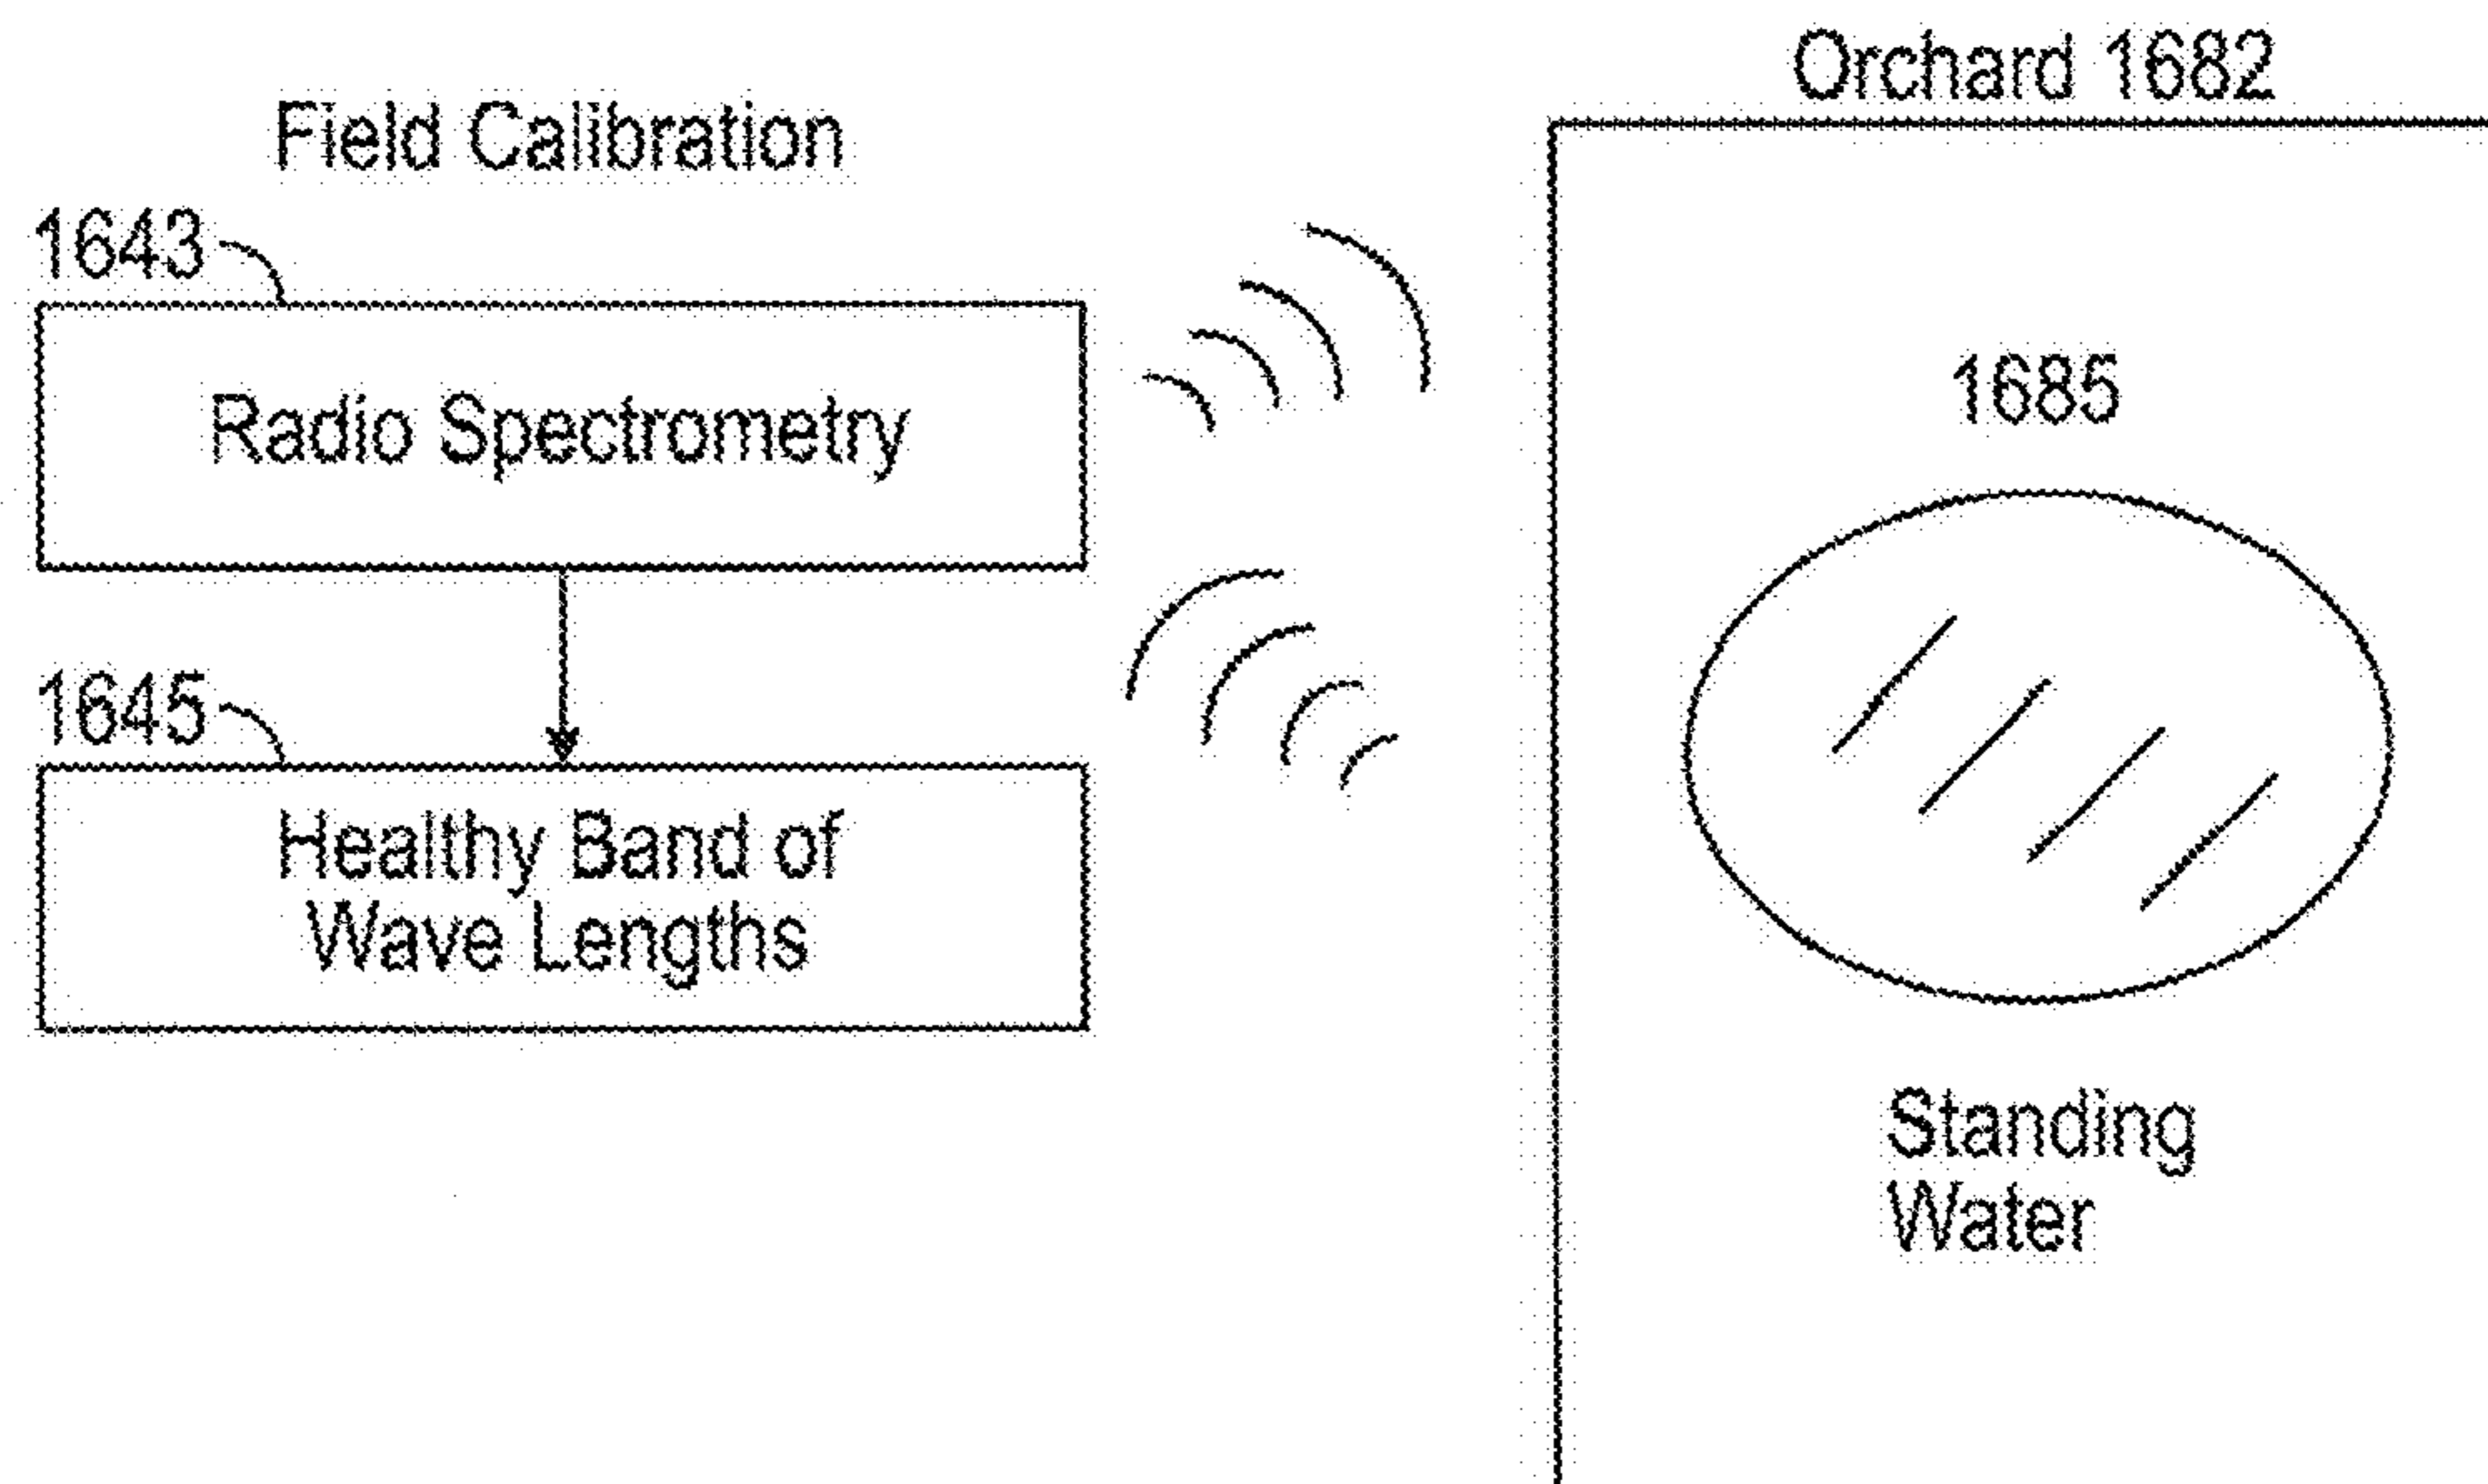 Field Calibration
1643
Radio Spectrometry
1645
Healthy Band of
Wave Lengths
Orchard 1682
1685
Standing
Water